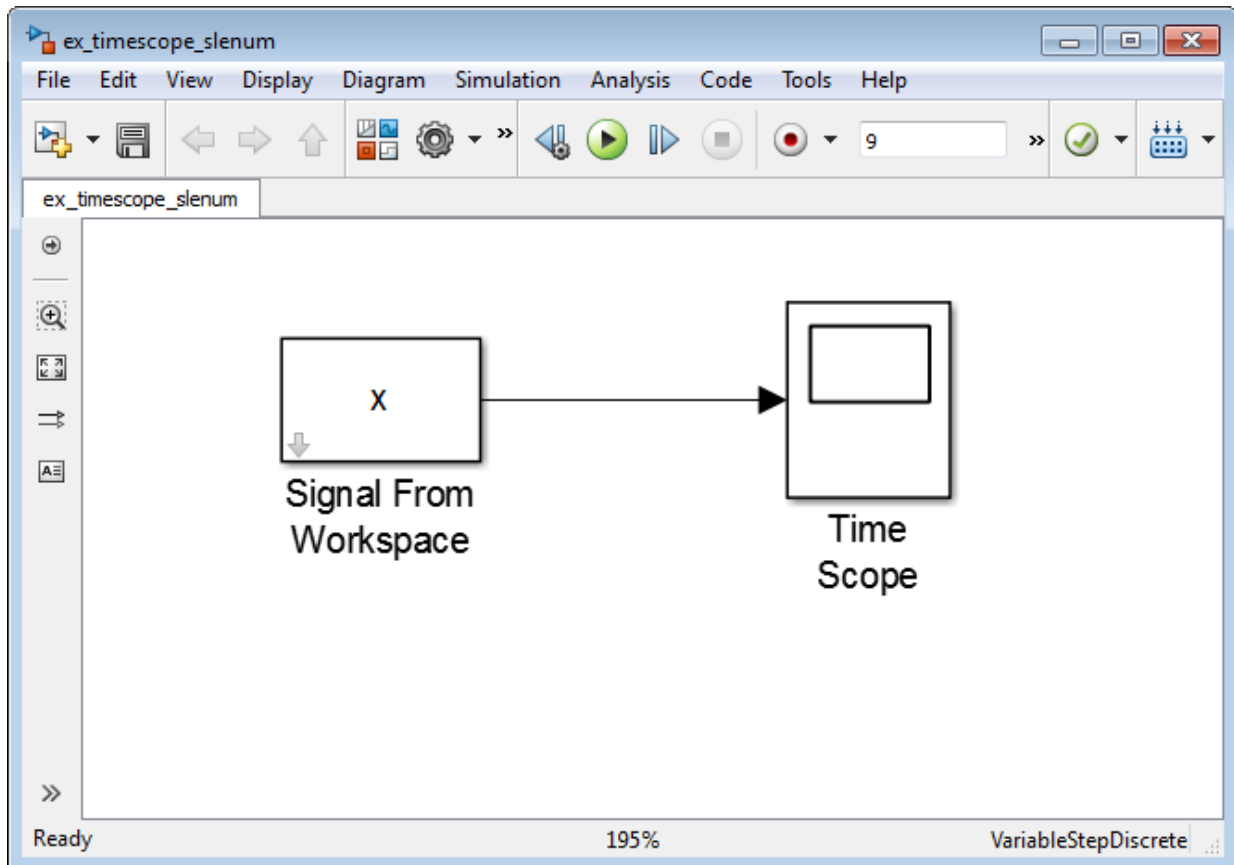 ex_timescope_slenum
File Edit View Display Diagram Simulation Analysis Code Tools Help
9
ex_timescope_slenum
X
Signal From
Workspace
Time
Scope
Ready 195% VariableStepDiscrete